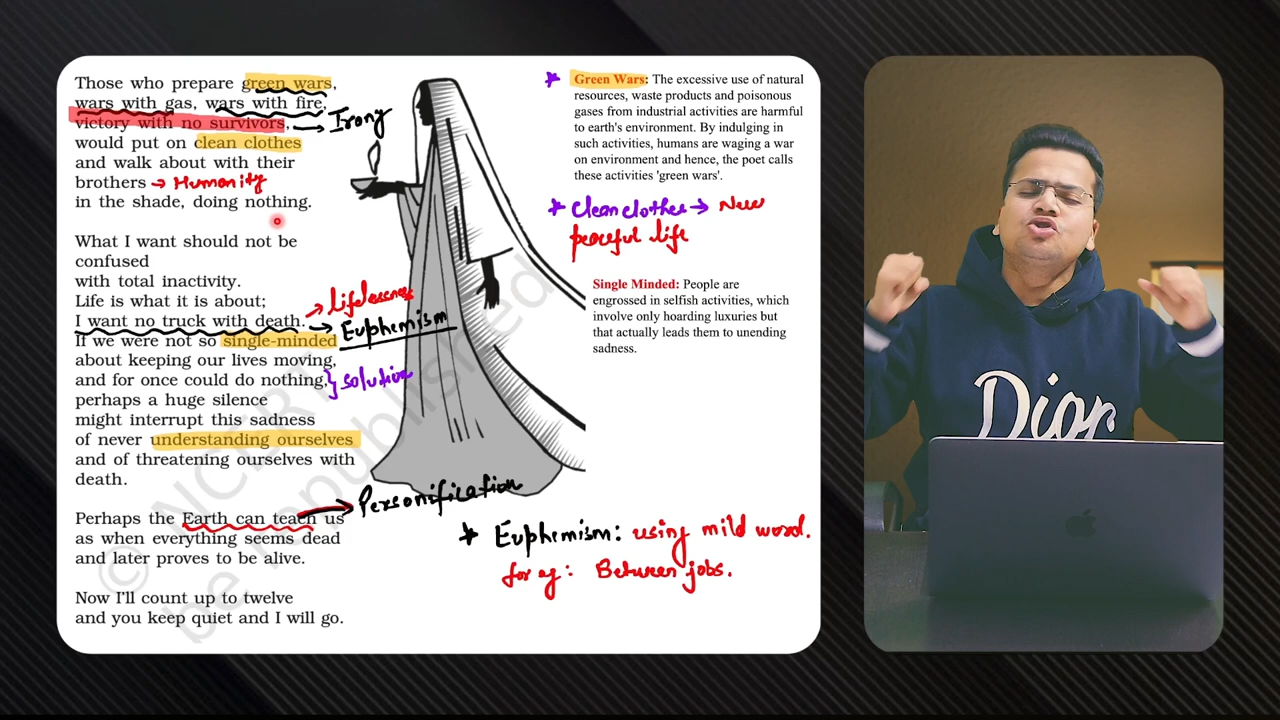 Those who prepare green wars,
wars with gas, wars with fire,
victory with no survivors,
Irony
would put on clean clothes
and walk about with their
brothers
Humanity
in the shade, doing nothing.
What I want should not be
confused
with total inactivity.
Life is what it is about;
lifelessness
I want no truck with death.
Euphemism
If we were not so single-minded
about keeping our lives moving,
and for once could do nothing,
solution
perhaps a huge silence
might interrupt this sadness
of never understanding ourselves
and of threatening ourselves with
death.
Perhaps the Earth can teach us
Personification
as when everything seems dead
and later proves to be alive.
Now I'll count up to twelve
and you keep quiet and I will go.
Green Wars: The excessive use of natural
resources, waste products and poisonous
gases from industrial activities are harmful
to earth's environment. By indulging in
such activities, humans are waging a war
on environment and hence, the poet calls
these activities 'green wars'.
Clean clothes → New
peaceful life
Single Minded: People are
engrossed in selfish activities, which
involve only hoarding luxuries but
that actually leads them to unending
sadness.
Euphemism: using mild word.
for eg: Between jobs.
© NCERT
be republished
Dior